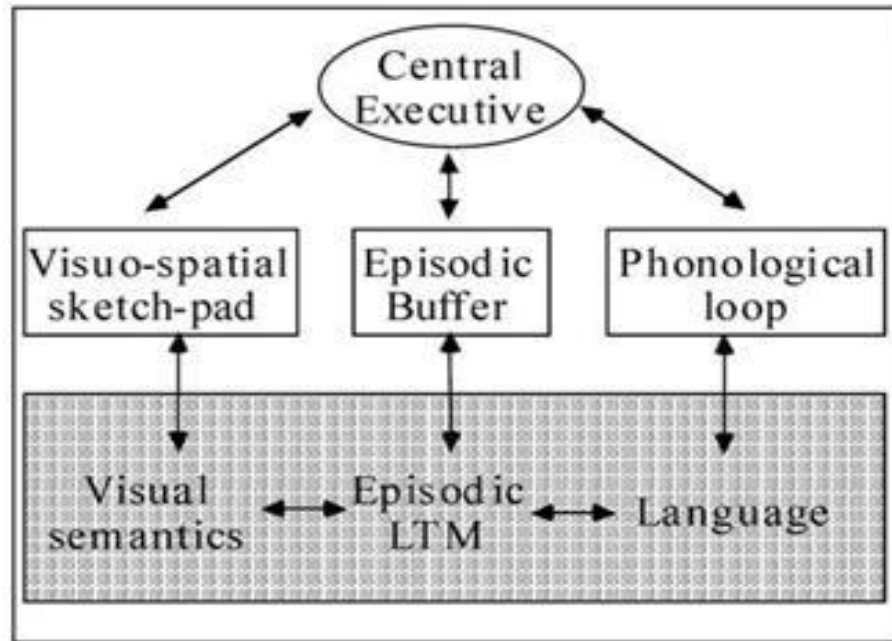 Central
Executive
Visuo-spatial
sketch-pad
Episodic
Buffer
Phonological
loop
Visual
semantics
Episodic
LTM
Language